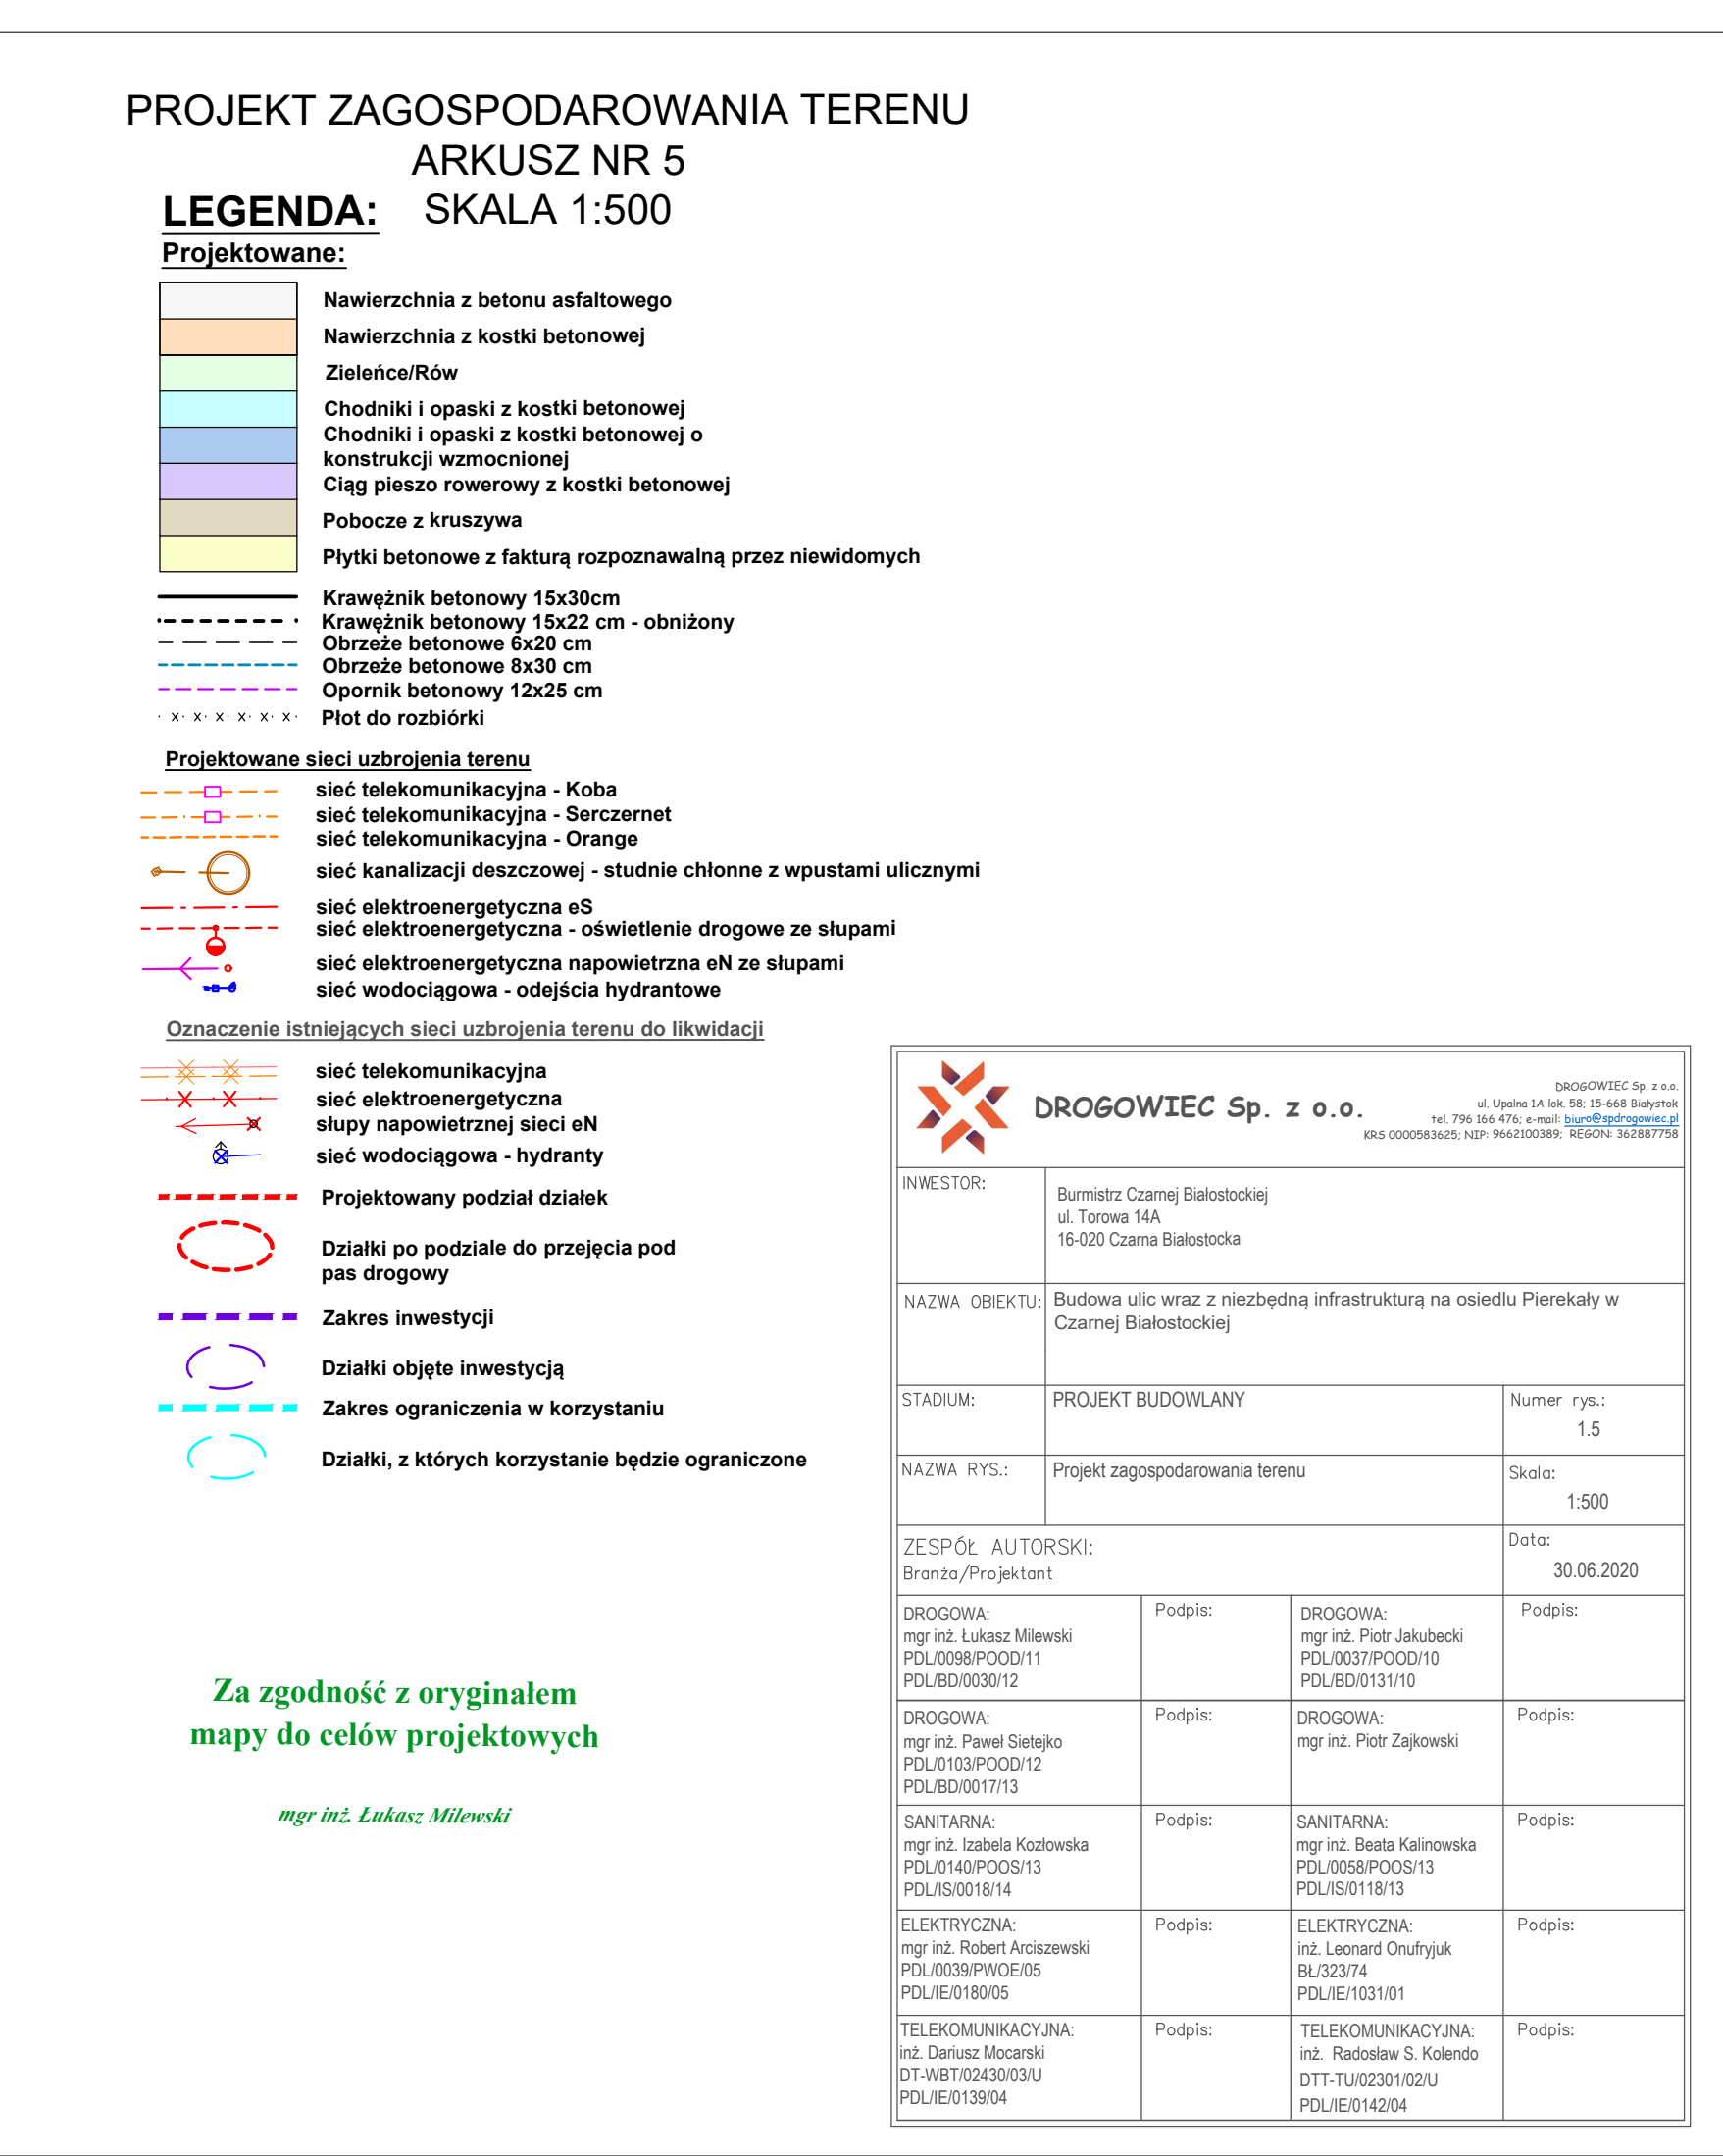 PROJEKT ZAGOSPODAROWANIA TERENU
ARKUSZ NR 5
SKALA 1:500
LEGENDA:
Projektowane:
Nawierzchnia z betonu asfaltowego
Nawierzchnia z kostki betonowej
Zieleńce/Rów
Chodniki i opaski z kostki betonowej
Chodniki i opaski z kostki betonowej o
konstrukcji wzmocnionej
Ciąg pieszo rowerowy z kostki betonowej
Pobocze z kruszywa
Płytki betonowe z fakturą rozpoznawalną przez niewidomych
Krawężnik betonowy 15x30cm
Krawężnik betonowy 15x22 cm - obniżony
Obrzeże betonowe 6x20 cm
Obrzeże betonowe 8x30 cm
Opornik betonowy 12x25 cm
Płot do rozbiórki
Projektowane sieci uzbrojenia terenu
sieć telekomunikacyjna - Koba
sieć telekomunikacyjna - Serczernet
sieć telekomunikacyjna - Orange
sieć kanalizacji deszczowej - studnie chłonne z wpustami ulicznymi
sieć elektroenergetyczna eS
sieć elektroenergetyczna - oświetlenie drogowe ze słupami
sieć elektroenergetyczna napowietrzna eN ze słupami
sieć wodociągowa - odejścia hydrantowe
Oznaczenie istniejących sieci uzbrojenia terenu do likwidacji
sieć telekomunikacyjna
sieć elektroenergetyczna
słupy napowietrznej sieci eN
sieć wodociągowa - hydranty
Projektowany podział działek
Działki po podziale do przejęcia pod
pas drogowy
Zakres inwestycji
Działki objęte inwestycją
Zakres ograniczenia w korzystaniu
Działki, z których korzystanie będzie ograniczone
Za zgodność z oryginałem
mapy do celów projektowych
mgr inż. Łukasz Milewski
DROGOWIEC Sp. z o.o.
DROGOWIEC Sp. z o.o.
ul. Upalna 1A lok. 58; 15-668 Białystok
tel. 796 166 476; e-mail: biuro@spdrogowiec.pl
KRS 0000583625; NIP: 9662100389; REGON: 362887758
INWESTOR:
Burmistrz Czarnej Białostockiej
ul. Torowa 14A
16-020 Czarna Białostocka
NAZWA OBIEKTU:
Budowa ulic wraz z niezbędną infrastrukturą na osiedlu Pierekały w
Czarnej Białostockiej
STADIUM:
PROJEKT BUDOWLANY
Numer rys.:
1.5
NAZWA RYS.:
Projekt zagospodarowania terenu
Skala:
1:500
ZESPÓŁ AUTORSKI:
Branża/Projektant
Data:
30.06.2020
DROGOWA:
mgr inż. Łukasz Milewski
PDL/0098/POOD/11
PDL/BD/0030/12
Podpis:
DROGOWA:
mgr inż. Piotr Jakubecki
PDL/0037/POOD/10
PDL/BD/0131/10
Podpis:
DROGOWA:
mgr inż. Paweł Sietejko
PDL/0103/POOD/12
PDL/BD/0017/13
Podpis:
DROGOWA:
mgr inż. Piotr Zajkowski
Podpis:
SANITARNA:
mgr inż. Izabela Kozłowska
PDL/0140/POOS/13
PDL/IS/0018/14
Podpis:
SANITARNA:
mgr inż. Beata Kalinowska
PDL/0058/POOS/13
PDL/IS/0118/13
Podpis:
ELEKTRYCZNA:
mgr inż. Robert Arciszewski
PDL/0039/PWOE/05
PDL/IE/0180/05
Podpis:
ELEKTRYCZNA:
inż. Leonard Onufryjuk
BŁ/323/74
PDL/IE/1031/01
Podpis:
TELEKOMUNIKACYJNA:
inż. Dariusz Mocarski
DT-WBT/02430/03/U
PDL/IE/0139/04
Podpis:
TELEKOMUNIKACYJNA:
inż. Radosław S. Kolendo
DTT-TU/02301/02/U
PDL/IE/0142/04
Podpis: